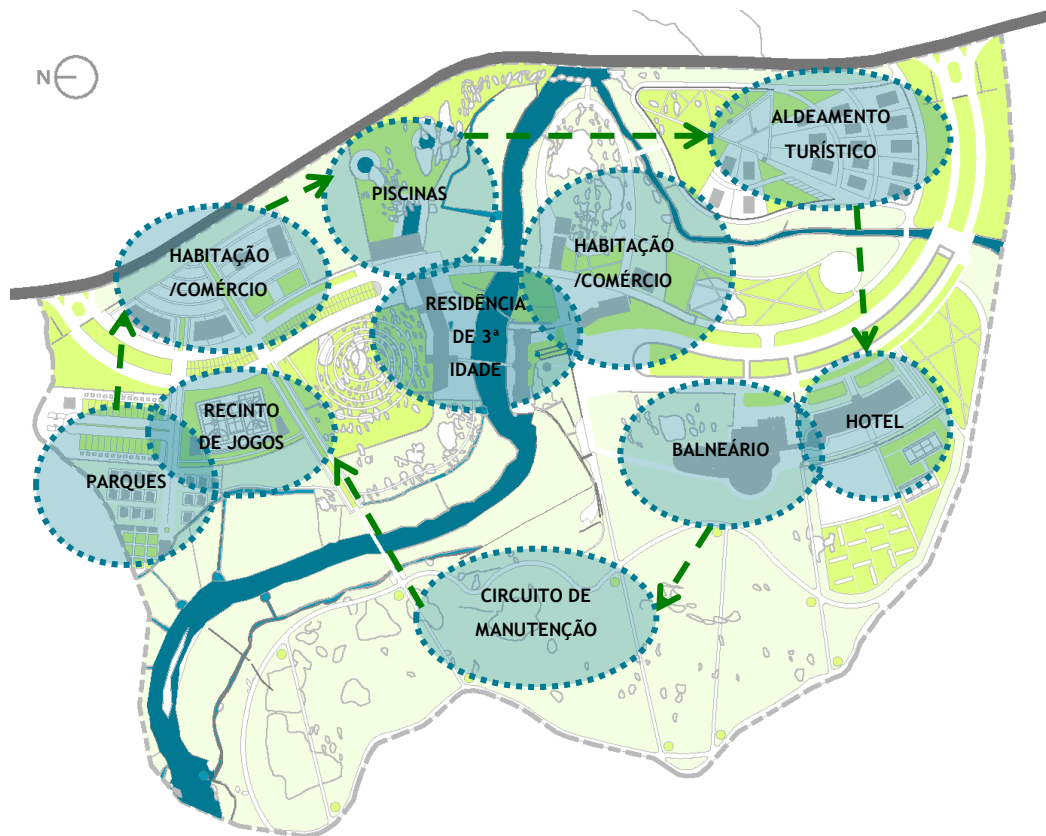 N
ALDEAMENTO
TURÍSTICO
PISCINAS
HABITAÇÃO
/COMÉRCIO
HABITAÇÃO
/COMÉRCIO
RESIDÊNCIA
DE 3ª
IDADE
RECINTO
DE JOGOS
HOTEL
BALNEÁRIO
PARQUES
CIRCUITO DE
MANUTENÇÃO